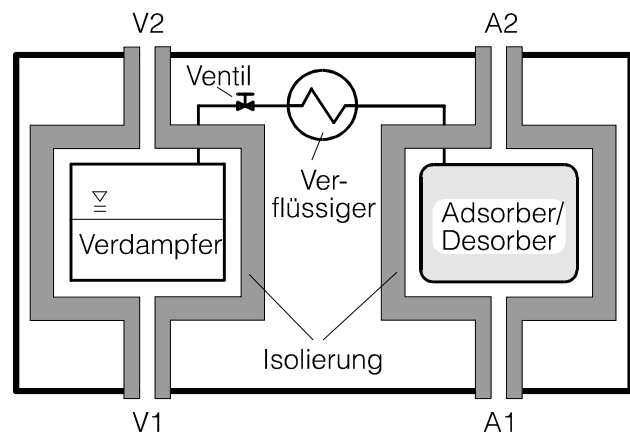 V2
A2
Ventil
Ver-
flüssiger
Verdampfer
Adsorber/
Desorber
Isolierung
V1
A1